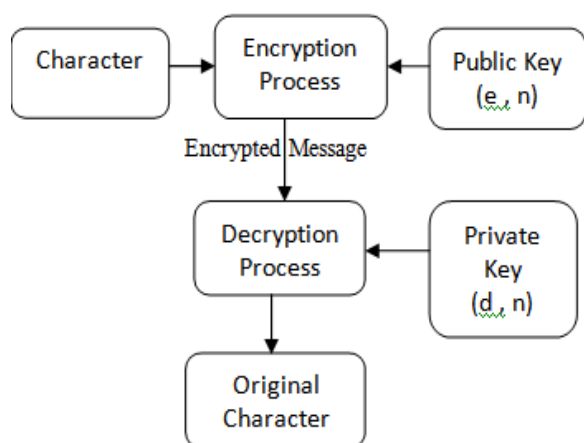 Character
Encryption
Process
Public Key
(e , n)
Encrypted Message
Decryption
Process
Private
Key
(d , n)
Original
Character